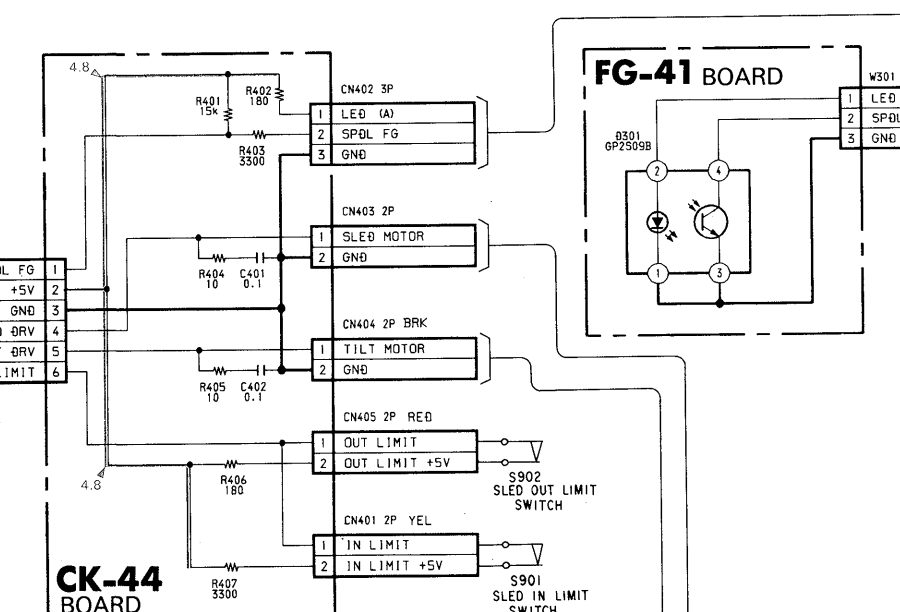 4.8
R401
15k
R402
180
R403
3300
CN402 3P
1 LED (A)
2 SPDL FG
3 GND
FG-41 BOARD
W301
1 LED
2 SPDL
3 GND
D301
GP2S09B
2
4
1
3
CN403 2P
1 SLED MOTOR
2 GND
R404
10
C401
0.1
L FG 1
+5V 2
GND 3
DRV 4
DRV 5
LIMIT 6
CN404 2P BRK
1 TILT MOTOR
2 GND
R405
10
C402
0.1
CN405 2P RED
1 OUT LIMIT
2 OUT LIMIT +5V
4.8
R406
180
S902
SLED OUT LIMIT
SWITCH
CN401 2P YEL
1 IN LIMIT
2 IN LIMIT +5V
R407
3300
S901
SLED IN LIMIT
SWITCH
CK-44
BOARD